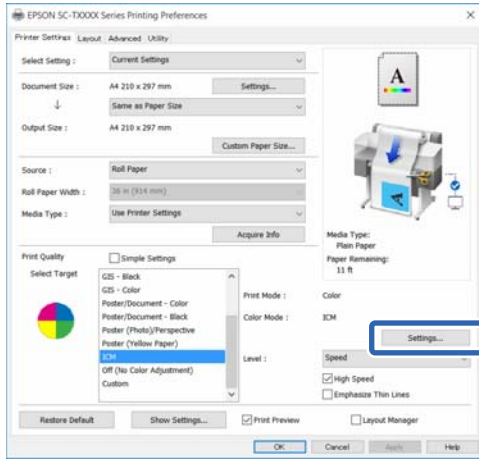 EPSON SC-TXXXX Series Printing Preferences
Printer Settings Layout Advanced Utility
Select Setting : Current Settings
Document Size : A4 210 x 297 mm Settings...
Same as Paper Size
Output Size : A4 210 x 297 mm
Custom Paper Size...
Source : Roll Paper
Roll Paper Width : 36 in (914 mm)
Media Type : Use Printer Settings
Acquire Info
A
A
Media Type:
Plain Paper
Paper Remaining:
11 ft
Print Quality Simple Settings
Select Target
GIS - Black
GIS - Color
Poster/Document - Color
Poster/Document - Black
Poster (Photo)/Perspective
Poster (Yellow Paper)
ICM
Off (No Color Adjustment)
Custom
Print Mode : Color
Color Mode : ICM
Settings...
Level : Speed
High Speed
Emphasize Thin Lines
Restore Default Show Settings... Print Preview Layout Manager
OK Cancel Apply Help